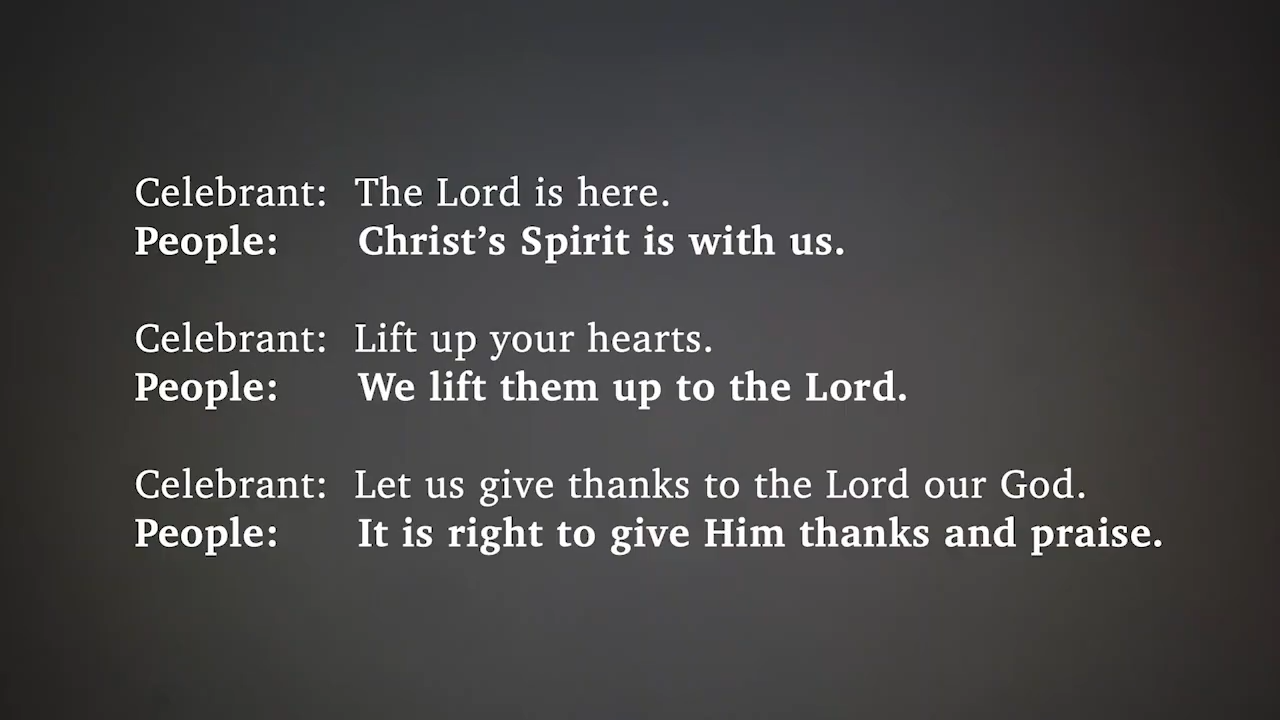 Celebrant: The Lord is here.
People: Christ’s Spirit is with us.
Celebrant: Lift up your hearts.
People: We lift them up to the Lord.
Celebrant: Let us give thanks to the Lord our God.
People: It is right to give Him thanks and praise.